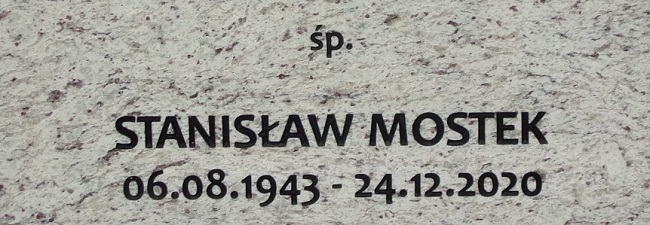 śp.
STANISŁAW MOSTEK
06.08.1943 - 24.12.2020